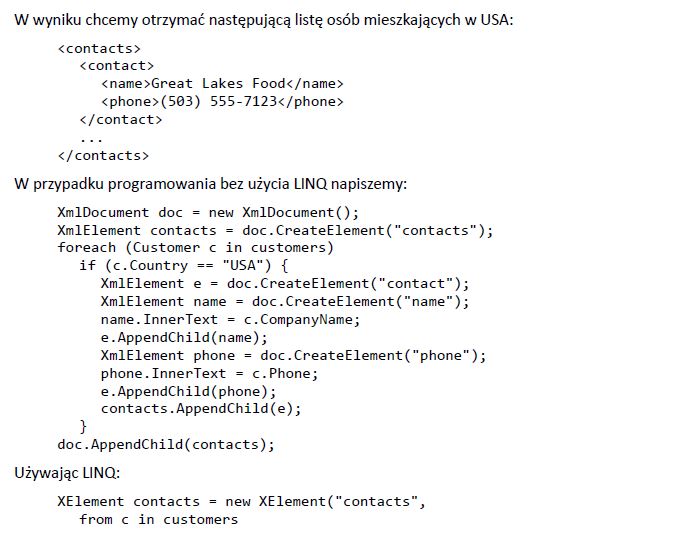 W wyniku chcemy otrzymać następującą listę osób mieszkających w USA:
<contacts>
<contact>
<name>Great Lakes Food</name>
<phone>(503) 555-7123</phone>
</contact>
...
</contacts>
W przypadku programowania bez użycia LINQ napiszemy:
XmlDocument doc = new XmlDocument();
XmlElement contacts = doc.CreateElement("contacts");
foreach (Customer c in customers)
if (c.Country == "USA") {
XmlElement e = doc.CreateElement("contact");
XmlElement name = doc.CreateElement("name");
name.InnerText = c.CompanyName;
e.AppendChild(name);
XmlElement phone = doc.CreateElement("phone");
phone.InnerText = c.Phone;
e.AppendChild(phone);
contacts.AppendChild(e);
}
doc.AppendChild(contacts);
Używając LINQ:
XElement contacts = new XElement("contacts",
from c in customers